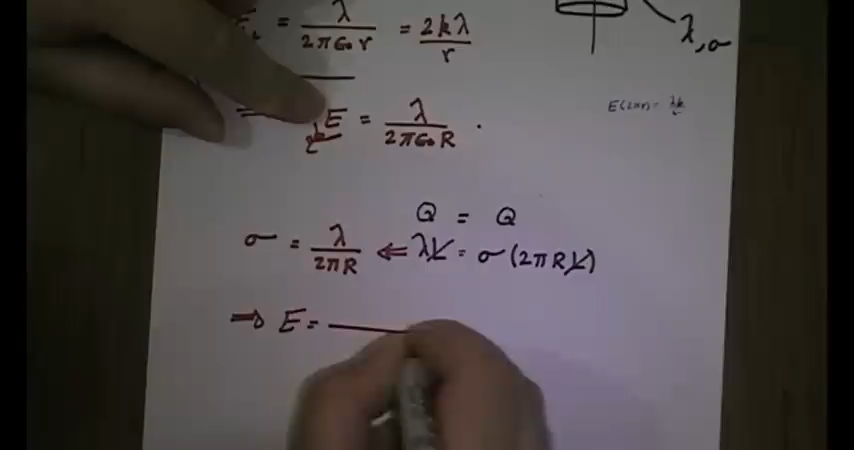 = λ / 2πϵ₀r = 2kλ / r
λ, σ
E = λ / 2πϵ₀R .
E(2πr) = λk
Q = Q
σ = λ / 2πR ⇐ λL = σ(2πRL)
⇒ E =